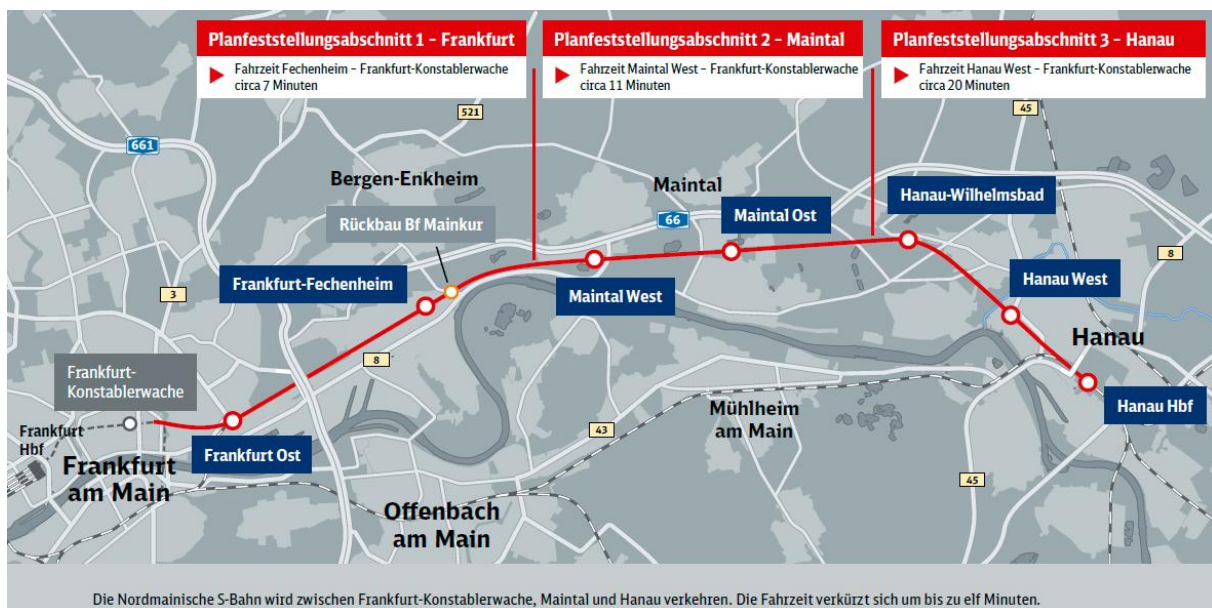 Planfeststellungsabschnitt 1 – Frankfurt
Fahrzeit Fechenheim – Frankfurt-Konstablerwache
circa 7 Minuten
Planfeststellungsabschnitt 2 – Maintal
Fahrzeit Maintal West – Frankfurt-Konstablerwache
circa 11 Minuten
Planfeststellungsabschnitt 3 – Hanau
Fahrzeit Hanau West – Frankfurt-Konstablerwache
circa 20 Minuten
521
45
661
Bergen-Enkheim
Maintal
Hanau-Wilhelmsbad
Rückbau Bf Mainkur
66
Maintal Ost
8
Frankfurt-Fechenheim
Hanau West
3
Maintal West
Hanau
8
Frankfurt-
Konstablerwache
Hanau Hbf
Mühlheim
am Main
Frankfurt
Hbf
43
Frankfurt Ost
Frankfurt
am Main
45
Offenbach
am Main
Die Nordmainische S-Bahn wird zwischen Frankfurt-Konstablerwache, Maintal und Hanau verkehren. Die Fahrzeit verkürzt sich um bis zu elf Minuten.